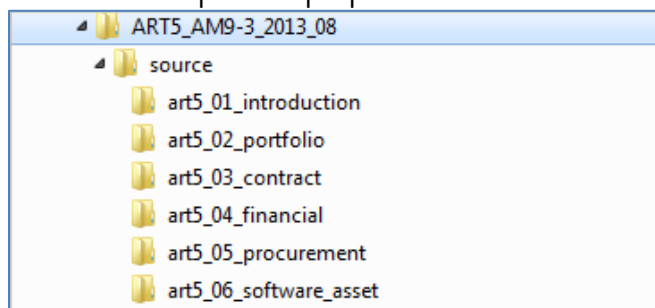 ART5_AM9-3_2013_08
source
art5_01_introduction
art5_02_portfolio
art5_03_contract
art5_04_financial
art5_05_procurement
art5_06_software_asset